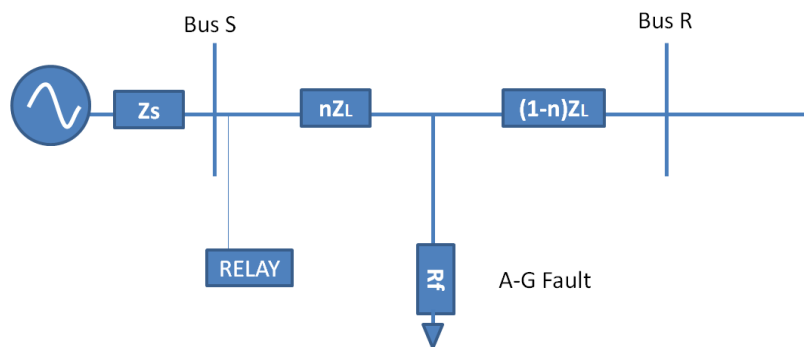 Bus S
Bus R
Zs
nZL
(1-n)ZL
RELAY
Rf
A-G Fault